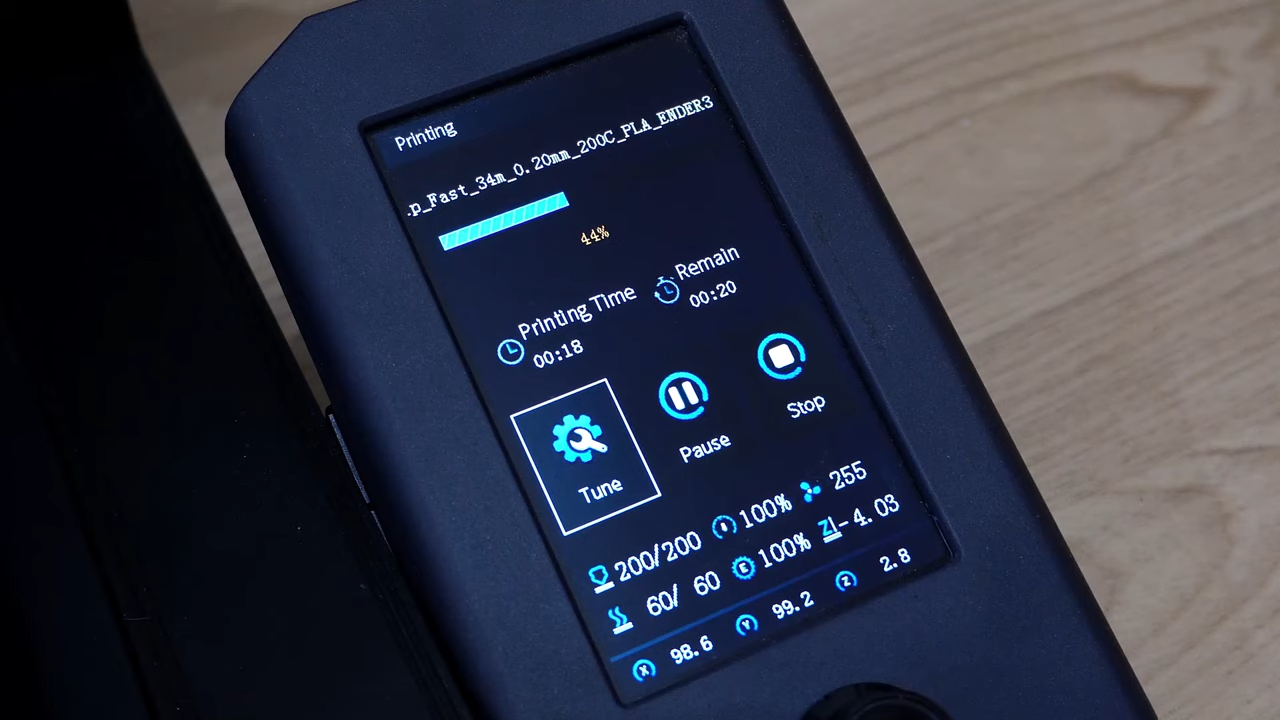 Printing
.p_Fast_34m_0.20mm_200C_PLA_ENDER3
44%
Printing Time
00:18
Remain
00:20
Tune
Pause
Stop
200/200 100% 255
60/ 60 E 100% Z -4.03
X 98.6 Y 99.2 Z 2.8